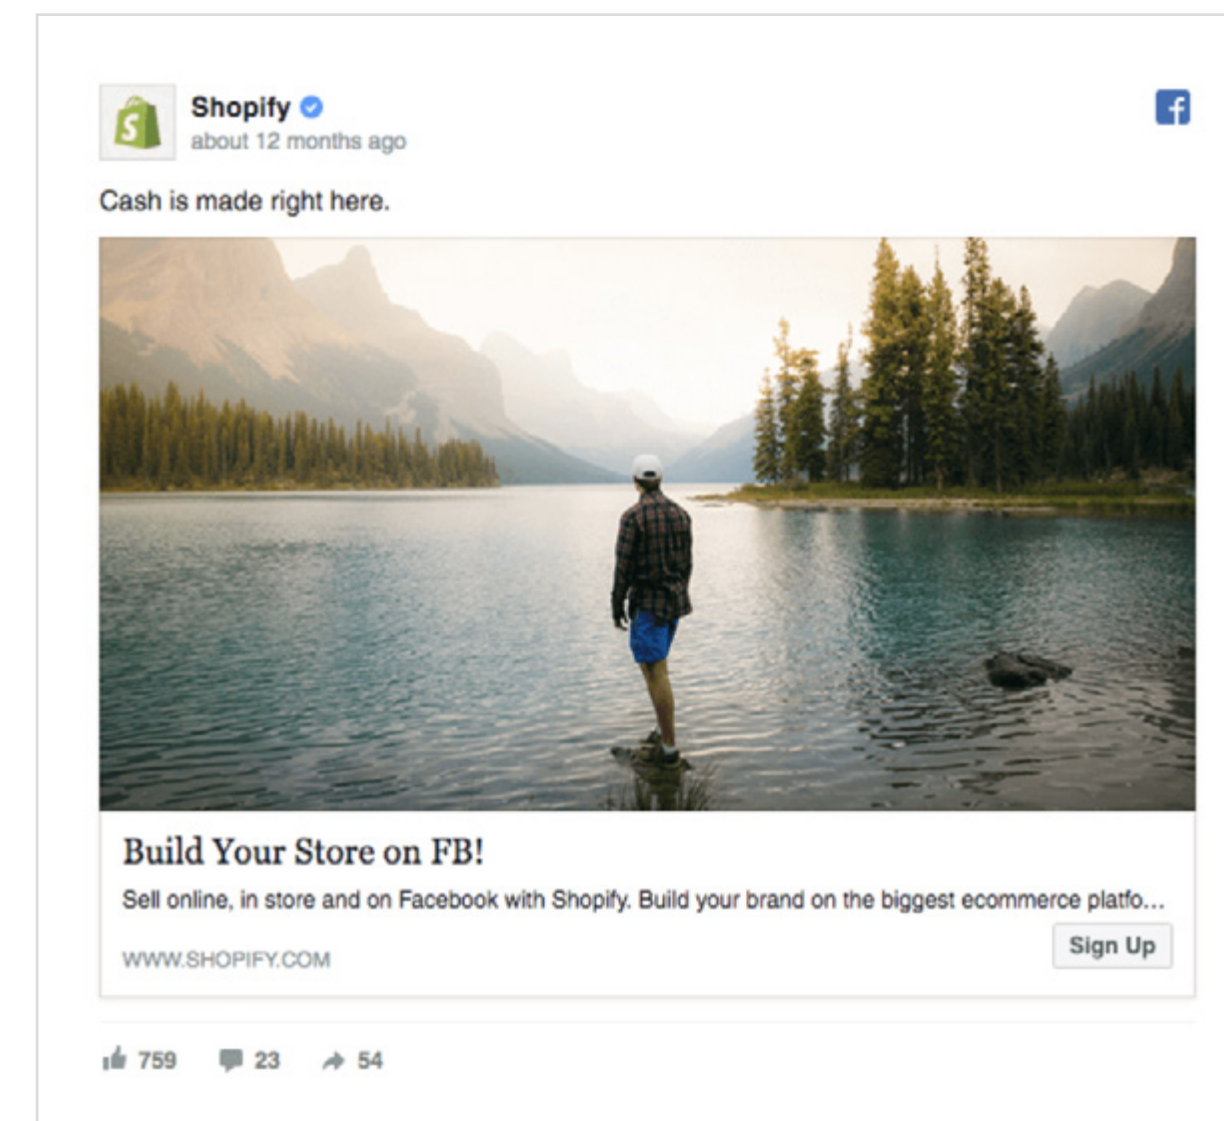 Shopify
about 12 months ago
Cash is made right here.
Build Your Store on FB!
Sell online, in store and on Facebook with Shopify. Build your brand on the biggest ecommerce platfo...
WWW.SHOPIFY.COM
Sign Up
759 23 54